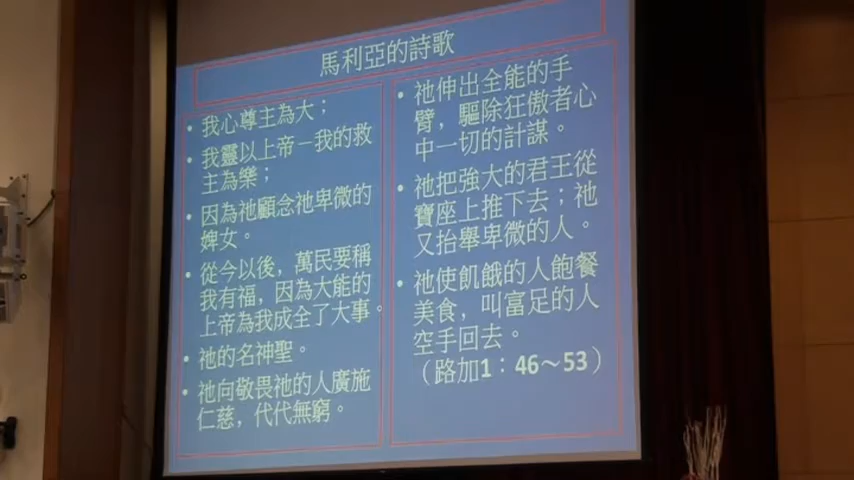 馬利亞的詩歌
• 我心尊主為大；
• 我靈以上帝－我的救
主為樂；
• 因為祂顧念祂卑微的
婢女。
• 從今以後，萬民要稱
我有福，因為大能的
上帝為我成全了大事。
• 祂的名神聖。
• 祂向敬畏祂的人廣施
仁慈，代代無窮。
• 祂伸出全能的手
臂，驅除狂傲者心
中一切的計謀。
• 祂把強大的君王從
寶座上推下去；祂
又抬舉卑微的人。
• 祂使飢餓的人飽餐
美食，叫富足的人
空手回去。
（路加1：46～53）